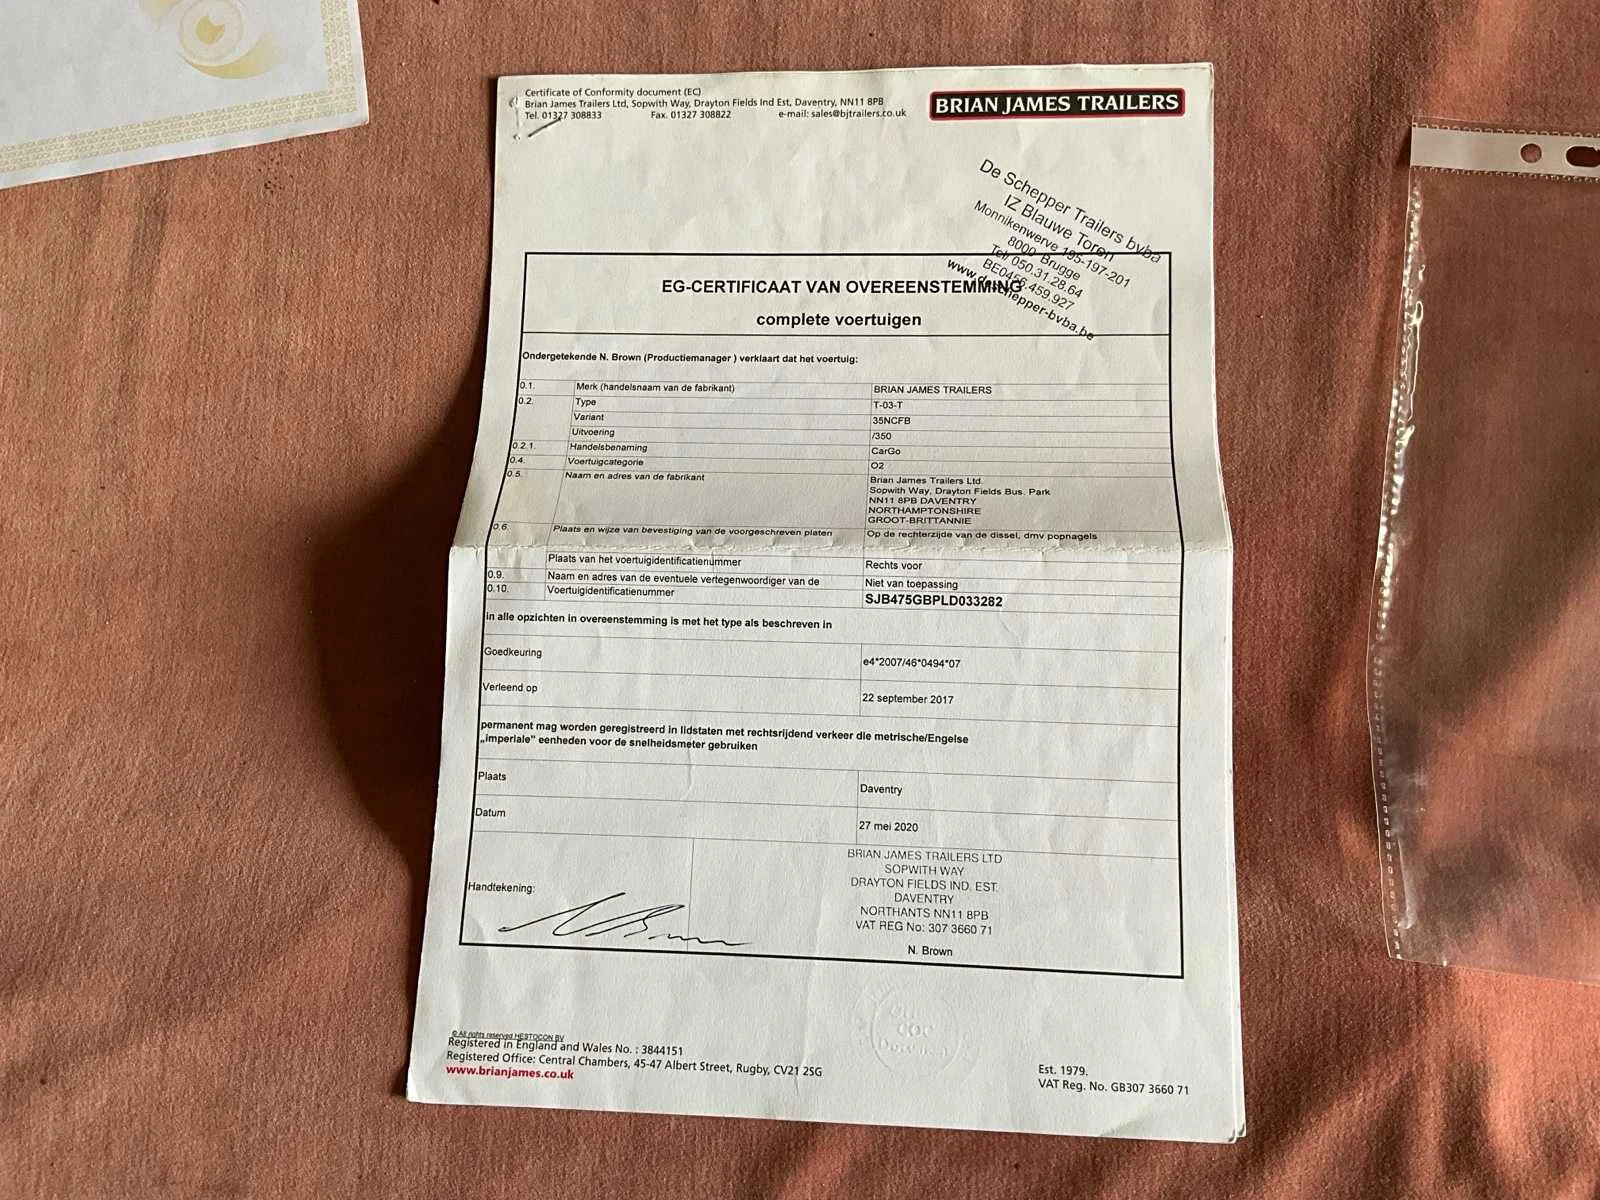 Certificate of Conformity document (EC)
Brian James Trailers Ltd, Sopwith Way, Drayton Fields Ind Est, Daventry, NN11 8PB
Tel. 01327 308833 Fax. 01327 308822 e-mail: sales@bjtrailers.co.uk
BRIAN JAMES TRAILERS
De Schepper Trailers bvba
IZ Blauwe Toren
Monnikenwerve 195-197-201
8000 Brugge
Tel/ 050.31.28.64
BE0456.459.927
www.deschepper-bvba.be
EG-CERTIFICAAT VAN OVEREENSTEMMING
complete voertuigen
Ondergetekende N. Brown (Productiemanager ) verklaart dat het voertuig:
0.1. Merk (handelsnaam van de fabrikant) BRIAN JAMES TRAILERS
0.2. Type T-03-T
Variant 35NCFB
Uitvoering /350
0.2.1. Handelsbenaming CarGo
0.4. Voertuigcategorie O2
0.5. Naam en adres van de fabrikant Brian James Trailers Ltd.
Sopwith Way, Drayton Fields Bus. Park
NN11 8PB DAVENTRY
NORTHAMPTONSHIRE
GROOT-BRITTANNIE
0.6. Plaats en wijze van bevestiging van de voorgeschreven platen Op de rechterzijde van de dissel, dmv popnagels
Plaats van het voertuigidentificatienummer Rechts voor
0.9. Naam en adres van de eventuele vertegenwoordiger van de Niet van toepassing
0.10. Voertuigidentificatienummer SJB475GBPLD033282
in alle opzichten in overeenstemming is met het type als beschreven in
Goedkeuring e4*2007/46*0494*07
Verleend op 22 september 2017
permanent mag worden geregistreerd in lidstaten met rechtsrijdend verkeer die metrische/Engelse
„imperiale" eenheden voor de snelheidsmeter gebruiken
Plaats Daventry
Datum 27 mei 2020
BRIAN JAMES TRAILERS LTD
SOPWITH WAY
DRAYTON FIELDS IND. EST.
DAVENTRY
NORTHANTS NN11 8PB
VAT REG No: 307 3660 71
Handtekening:
N. Brown
© All rights reserved HESTOCON BV
Registered in England and Wales No. : 3844151
Registered Office: Central Chambers, 45-47 Albert Street, Rugby, CV21 2SG
www.brianjames.co.uk
Est. 1979.
VAT Reg. No. GB307 3660 71